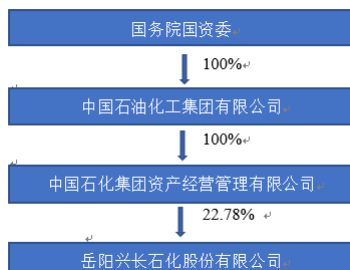 国务院国资委
100%
中国石油化工集团有限公司
100%
中国石化集团资产经营管理有限公司
22.78%
岳阳兴长石化股份有限公司